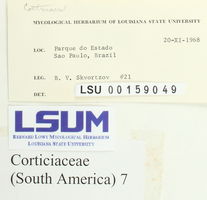 MYCOLOGICAL HERBARIUM OF LOUISIANA STATE UNIVERSITY
20-XI-1968
LOC. Parque do Estado
Sao Paulo, Brazil
LEG. B. V. Skvortzov #21
LSU 00159049
LSUM
BERNARD LOWY MYCOLOGICAL HERBARIUM
LOUISIANA STATE UNIVERSITY
Corticiaceae
(South America) 7